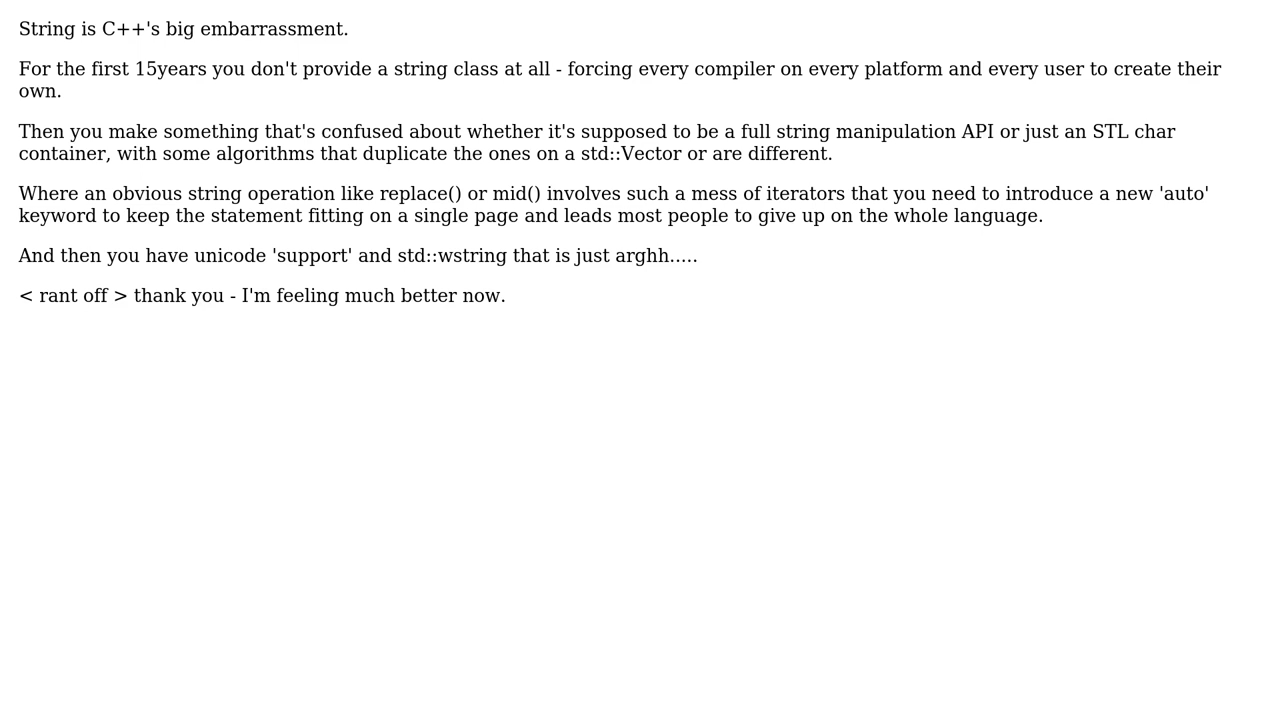 String is C++'s big embarrassment.
For the first 15years you don't provide a string class at all - forcing every compiler on every platform and every user to create their
own.
Then you make something that's confused about whether it's supposed to be a full string manipulation API or just an STL char
container, with some algorithms that duplicate the ones on a std::Vector or are different.
Where an obvious string operation like replace() or mid() involves such a mess of iterators that you need to introduce a new 'auto'
keyword to keep the statement fitting on a single page and leads most people to give up on the whole language.
And then you have unicode 'support' and std::wstring that is just arghh.....
< rant off > thank you - I'm feeling much better now.